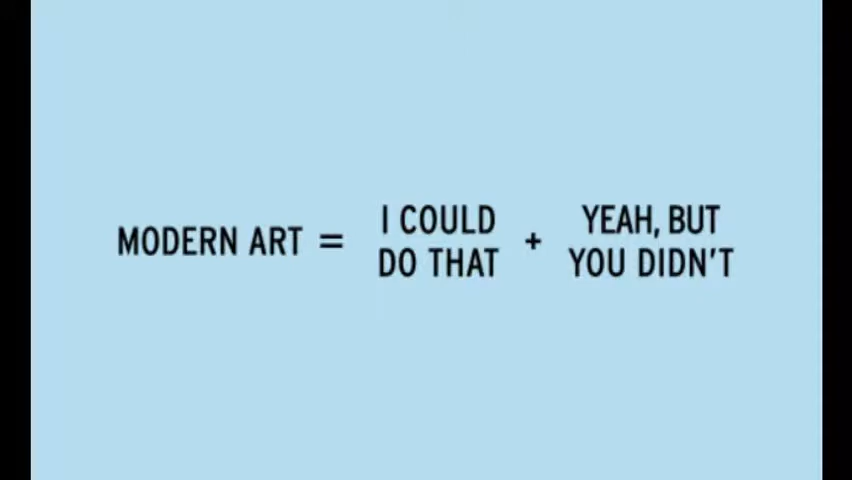 MODERN ART = I COULD DO THAT + YEAH, BUT YOU DIDN'T